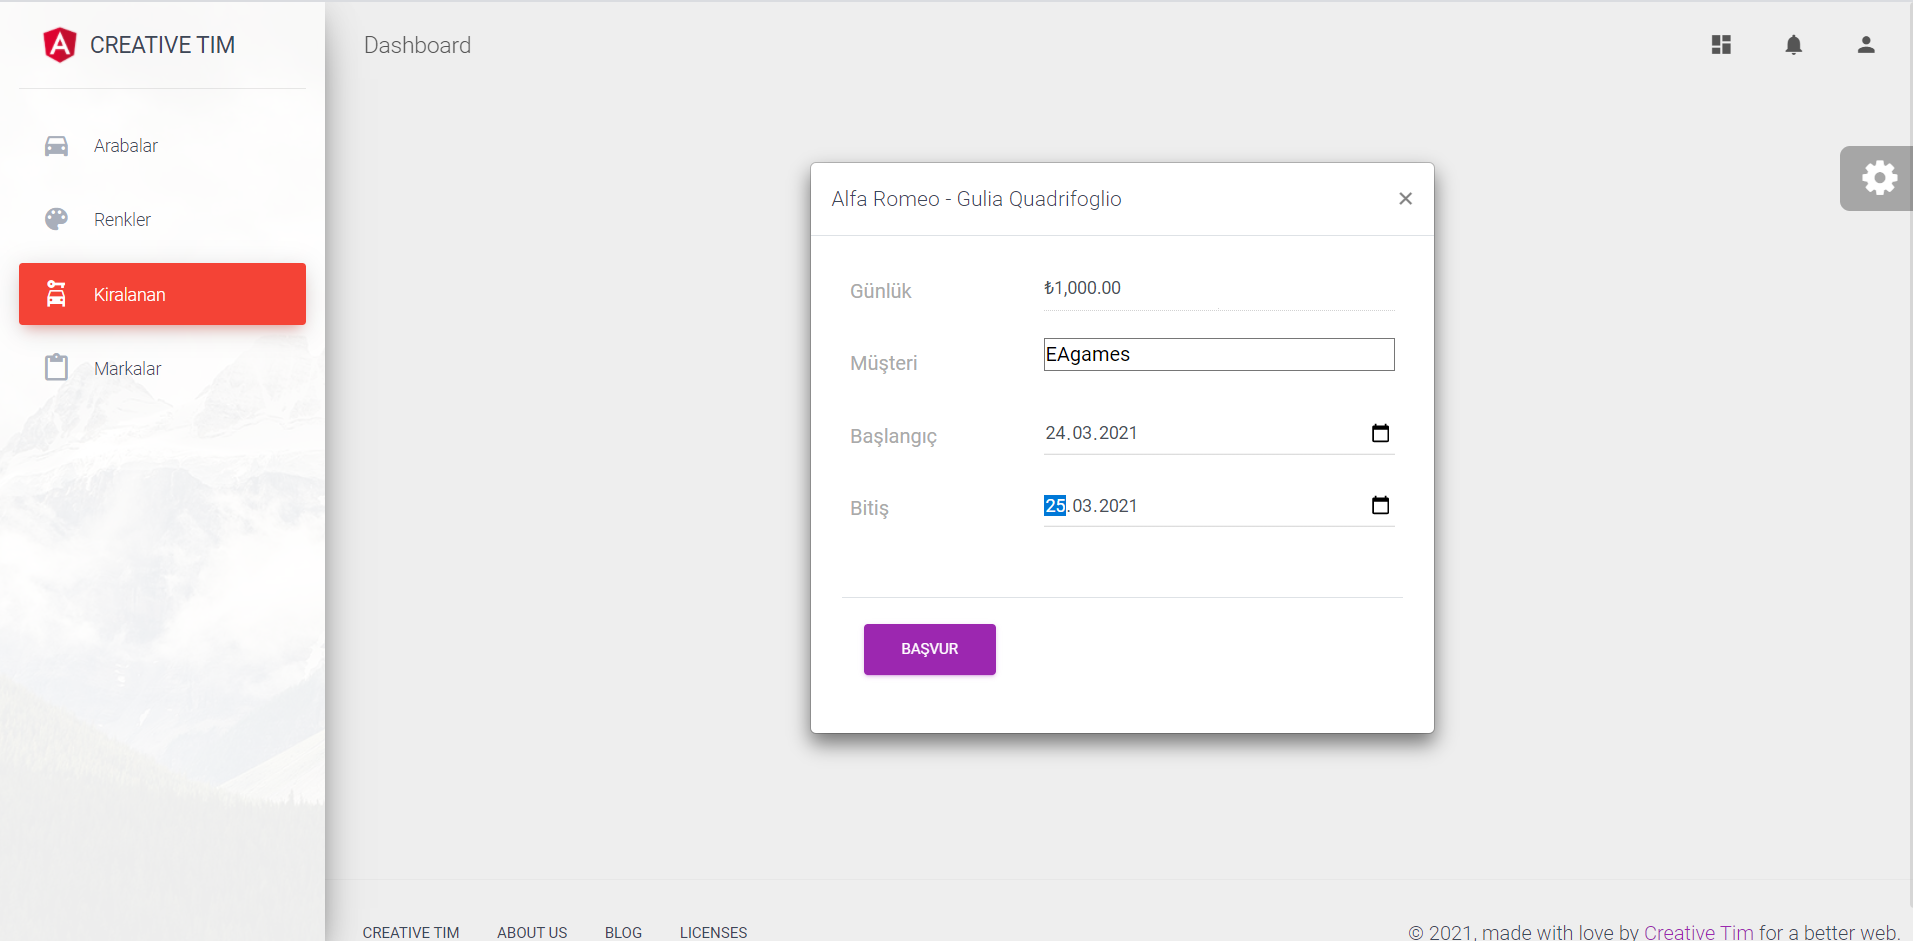 CREATIVE TIM
Dashboard
Arabalar
Renkler
Kiralanan
Markalar
Alfa Romeo - Gulia Quadrifoglio
×
Günlük
₺1,000.00
Müşteri
EAgames
Başlangıç
24.03.2021
Bitiş
25.03.2021
BAŞVUR
CREATIVE TIM ABOUT US BLOG LICENSES
© 2021, made with love by Creative Tim for a better web.